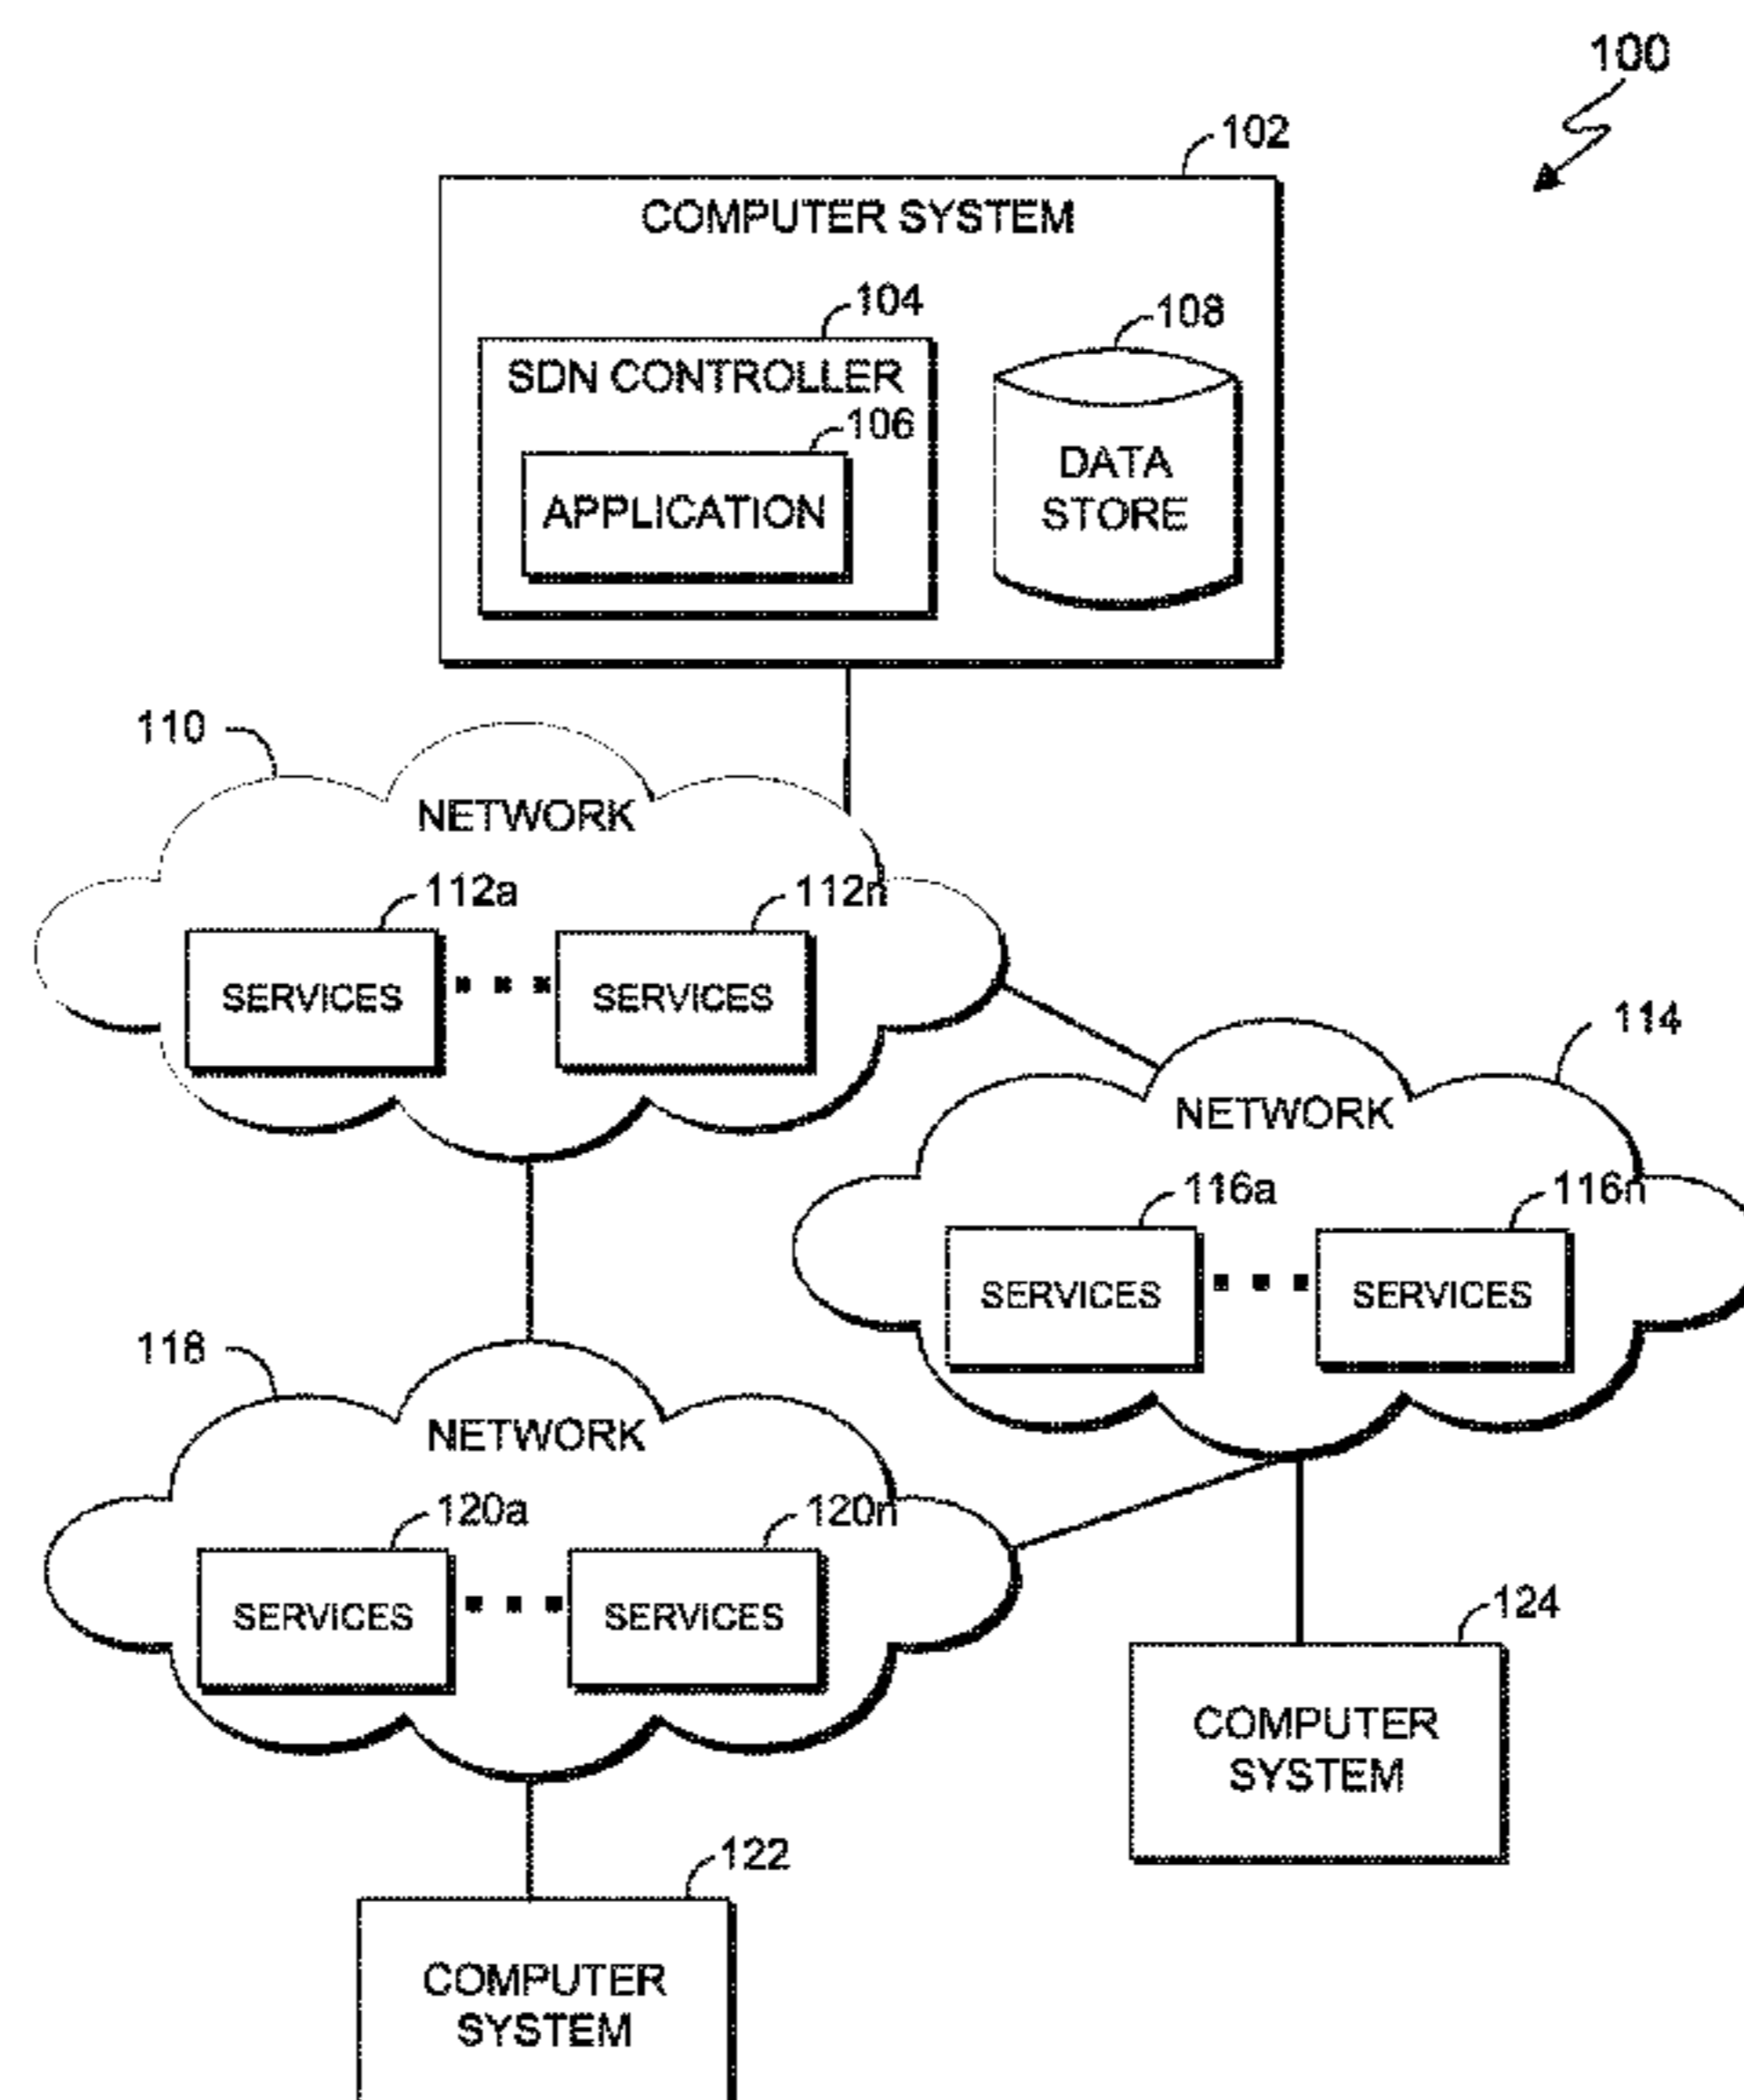 100
102
COMPUTER SYSTEM
104
108
SDN CONTROLLER
106
DATA
STORE
APPLICATION
110
NETWORK
112a
112n
SERVICES
SERVICES
114
NETWORK
116a
116n
SERVICES
SERVICES
118
NETWORK
120a
120n
SERVICES
SERVICES
124
COMPUTER
SYSTEM
122
COMPUTER
SYSTEM